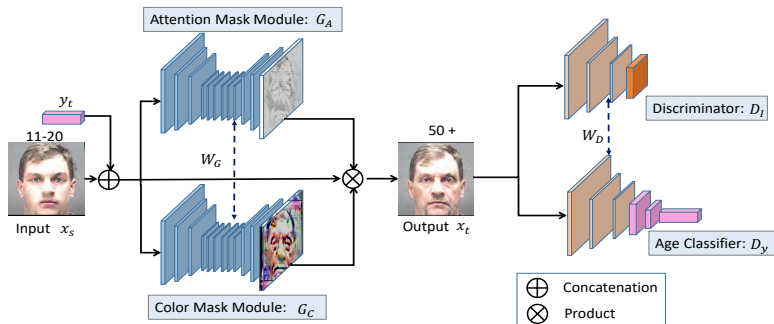 Attention Mask Module: G_A
y_t
11-20
Input x_s
W_G
50 +
Output x_t
Color Mask Module: G_C
Discriminator: D_I
W_D
Age Classifier: D_y
Concatenation
Product